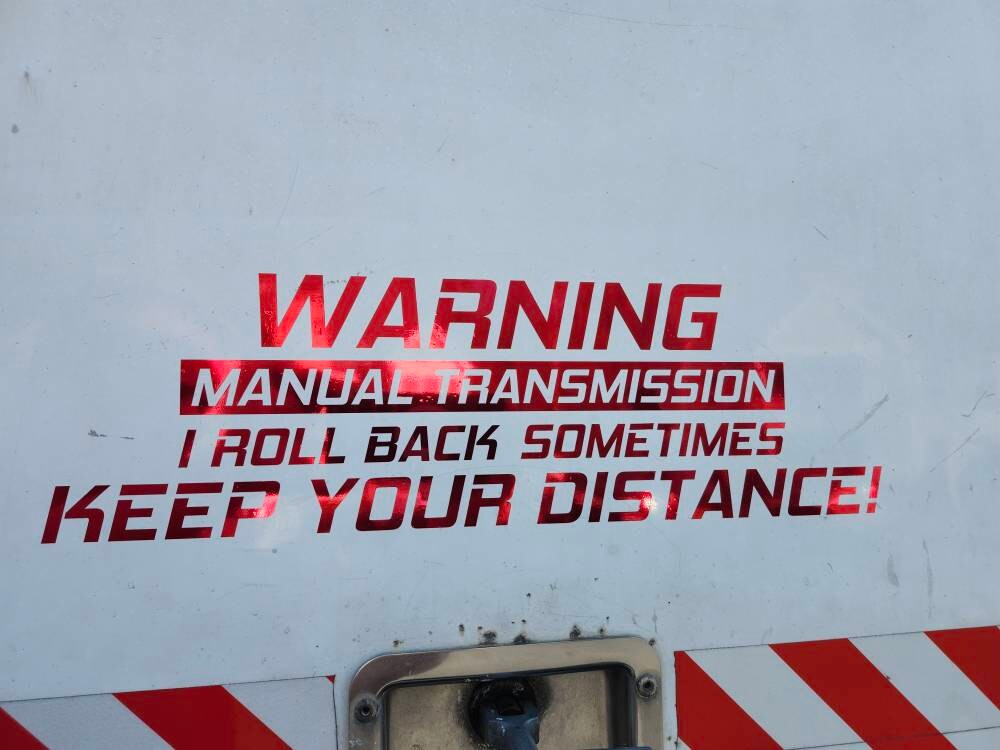 WARNING
MANUAL TRANSMISSION
I ROLL BACK SOMETIMES
KEEP YOUR DISTANCE!